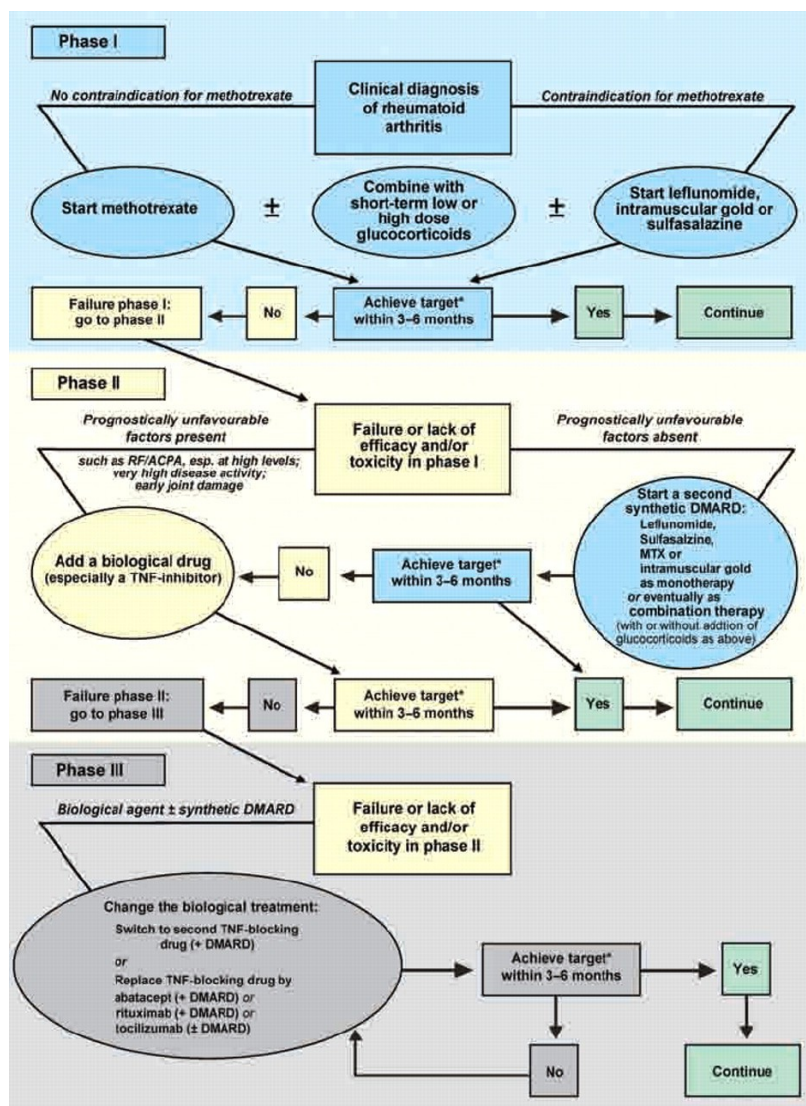 Phase I
No contraindication for methotrexate
Clinical diagnosis
of rheumatoid
arthritis
Contraindication for methotrexate
Start methotrexate
±
Combine with
short-term low or
high dose
glucocorticoids
±
Start leflunomide,
intramuscular gold or
sulfasalazine
Failure phase I:
go to phase II
No
Achieve target*
within 3–6 months
Yes
Continue
Phase II
Prognostically unfavourable
factors present
such as RF/ACPA, esp. at high levels;
very high disease activity;
early joint damage
Failure or lack of
efficacy and/or
toxicity in phase I
Prognostically unfavourable
factors absent
Add a biological drug
(especially a TNF-inhibitor)
No
Achieve target*
within 3–6 months
Start a second
synthetic DMARD:
Leflunomide,
Sulfasalzine,
MTX or
intramuscular gold
as monotherapy
or eventually as
combination therapy
(with or without addtion of
glucocorticoids as above)
Failure phase II:
go to phase III
No
Achieve target*
within 3–6 months
Yes
Continue
Phase III
Biological agent ± synthetic DMARD
Failure or lack of
efficacy and/or
toxicity in phase II
Change the biological treatment:
Switch to second TNF-blocking
drug (+ DMARD)
or
Replace TNF-blocking drug by
abatacept (+ DMARD) or
rituximab (+ DMARD) or
tocilizumab (± DMARD)
Achieve target*
within 3–6 months
Yes
No
Continue